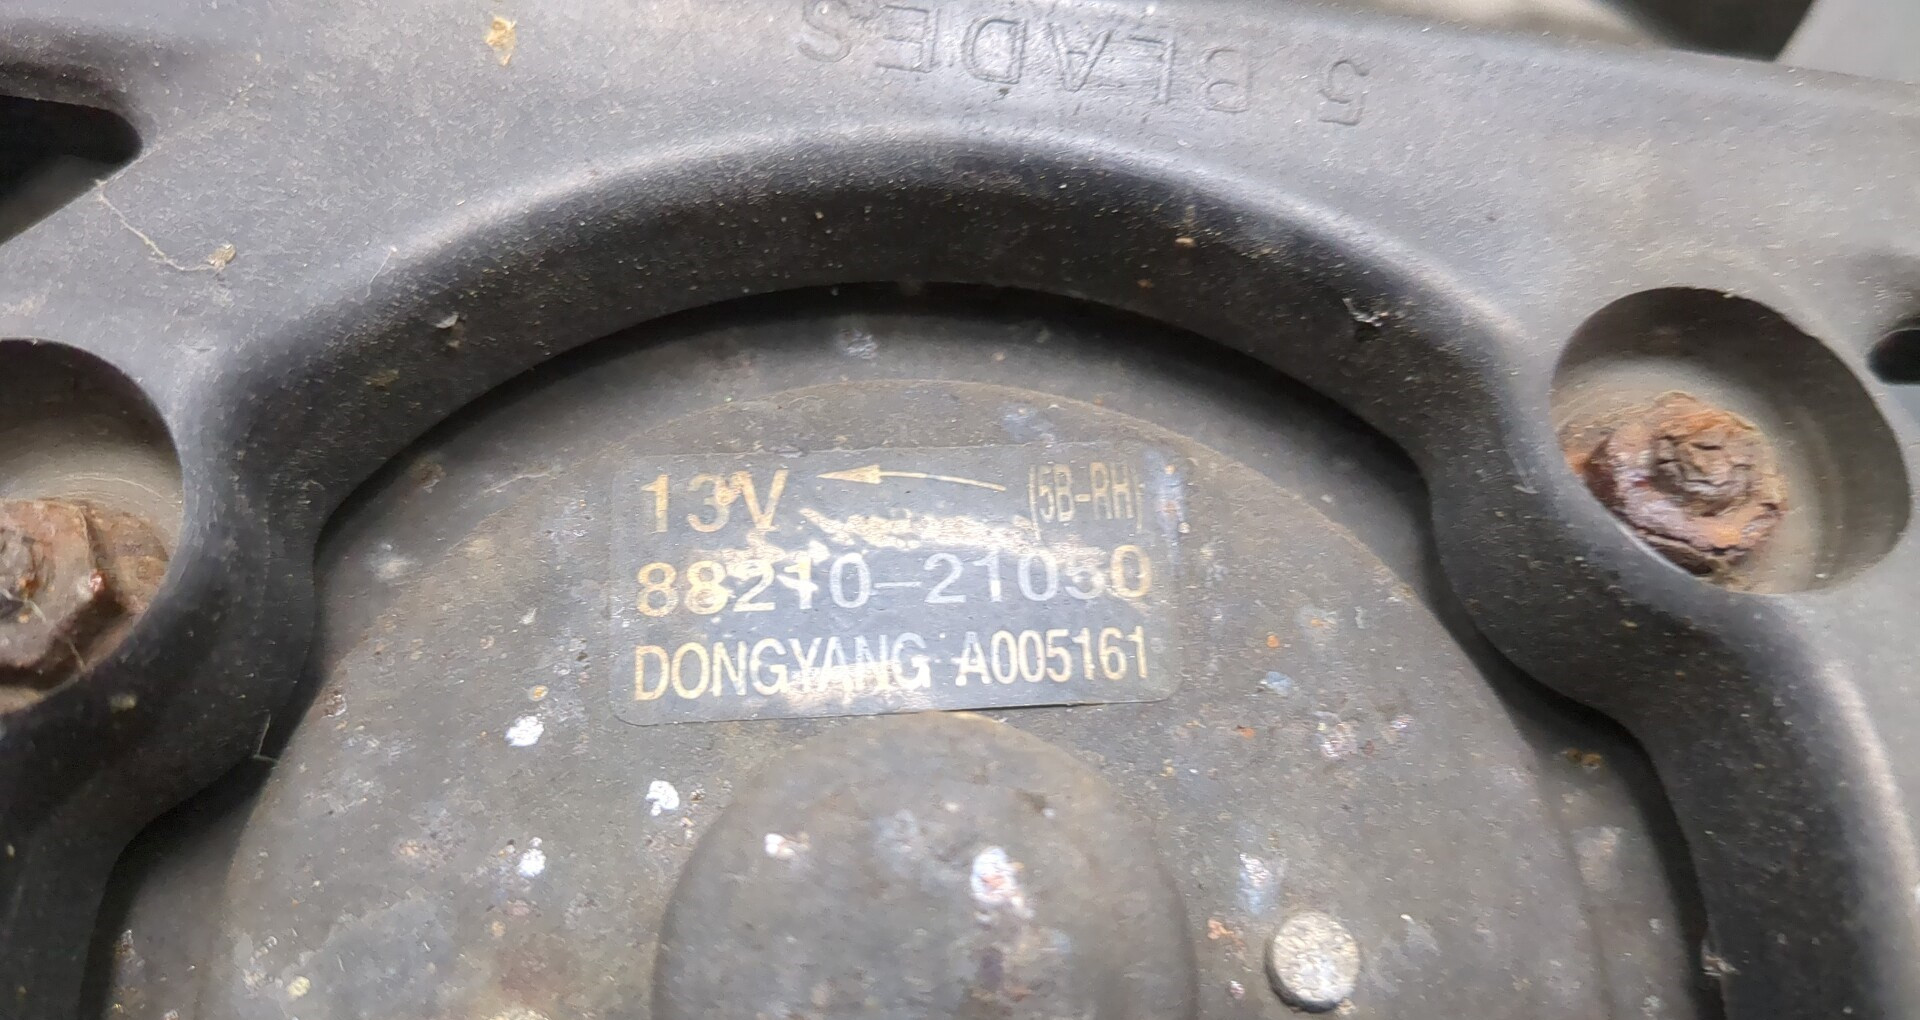 5 BLADES
13V (5B-RH)
88210-21050
DONGYANG A005161